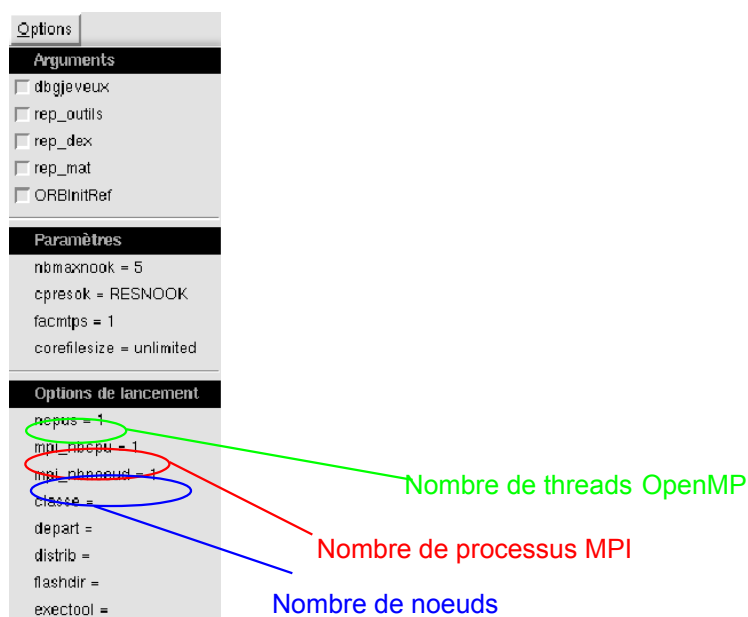 Options
Arguments
dbgjeveux
rep_outils
rep_dex
rep_mat
ORBInitRef
Paramètres
nbmaxnook = 5
cpresok = RESNOOK
facmtps = 1
corefilesize = unlimited
Options de lancement
ncpus = 1
mpi_nbcpu = 1
mpi_nbnoeud = 1
classe =
depart =
distrib =
flashdir =
exectool =
Nombre de threads OpenMP
Nombre de processus MPI
Nombre de noeuds